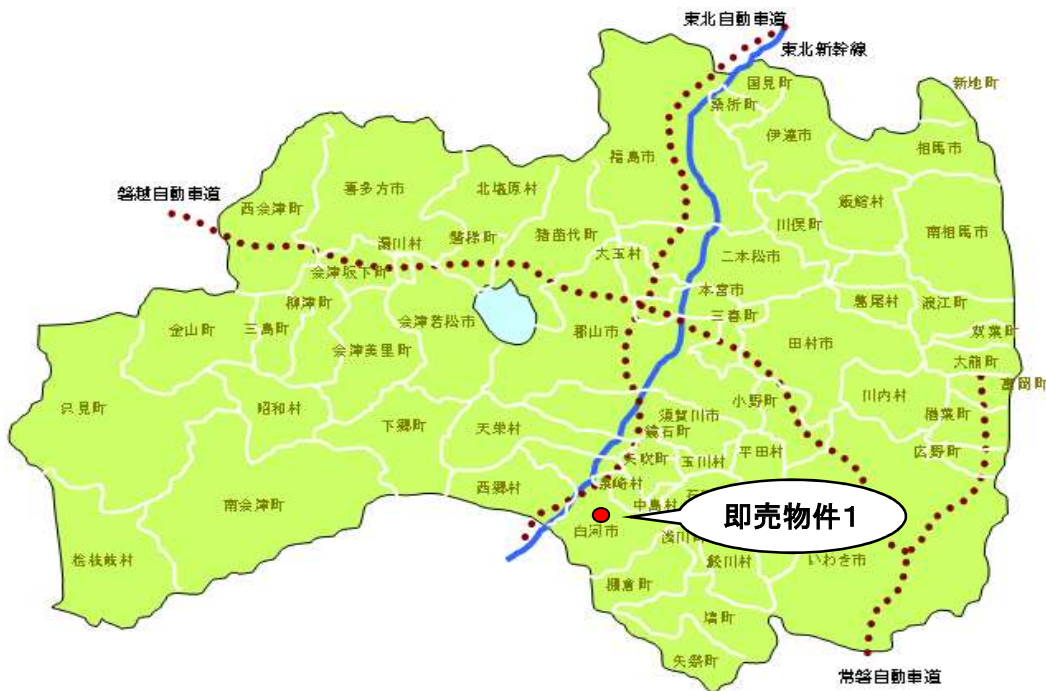 東北自動車道
東北新幹線
国見町
新地町
桑折町
伊達市
相馬市
福島市
喜多方市
北塩原村
磐越自動車道
西会津町
飯舘村
川俣町
南相馬市
湯川村
磐梯町
猪苗代町
大玉村
二本松市
会津坂下町
本宮市
葛尾村
浪江町
柳津町
三春町
金山町
三島町
会津若松市
郡山市
双葉町
会津美里町
田村市
大熊町
富岡町
只見町
昭和村
小野町
川内村
楢葉町
下郷町
天栄村
須賀川市
鏡石町
広野町
矢吹町
玉川村
平田村
西郷村
泉崎村
南会津町
中島村
即売物件1
白河市
浅川町
檜枝岐村
鮫川村
いわき市
棚倉町
塙町
矢祭町
常磐自動車道